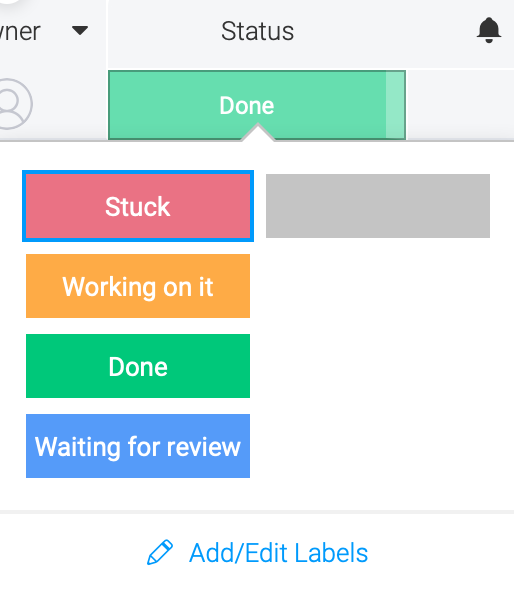 wner
Status
Done
Stuck
Working on it
Done
Waiting for review
Add/Edit Labels